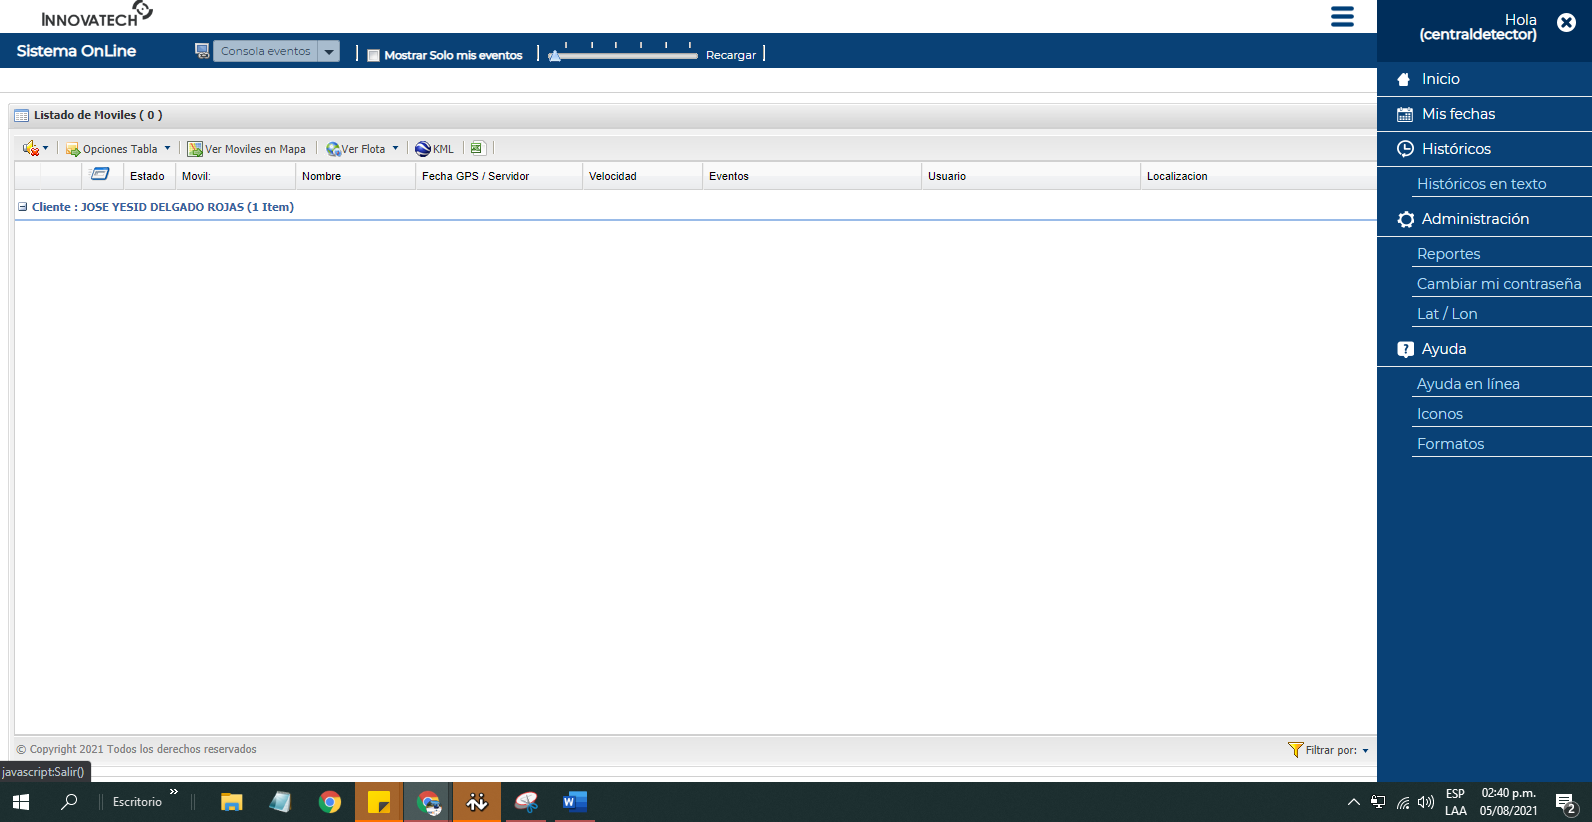 INNOVATECH
Hola
(centraldetector)
Sistema OnLine
Consola eventos
Mostrar Solo mis eventos
Recargar
Inicio
Mis fechas
Históricos
Históricos en texto
Administración
Reportes
Cambiar mi contraseña
Lat / Lon
Ayuda
Ayuda en línea
Iconos
Formatos
Listado de Moviles ( 0 )
Opciones Tabla
Ver Moviles en Mapa
Ver Flota
KML
Estado
Movil:
Nombre
Fecha GPS / Servidor
Velocidad
Eventos
Usuario
Localizacion
Cliente : JOSE YESID DELGADO ROJAS (1 Item)
© Copyright 2021 Todos los derechos reservados
Filtrar por:
javascript:Salir()
Escritorio
ESP
LAA
02:40 p.m.
05/08/2021
2